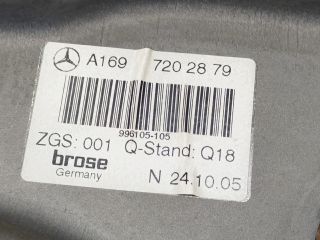 A169 720 28 79
996105-105
ZGS: 001 Q-Stand: Q18
brose
Germany N 24.10.05